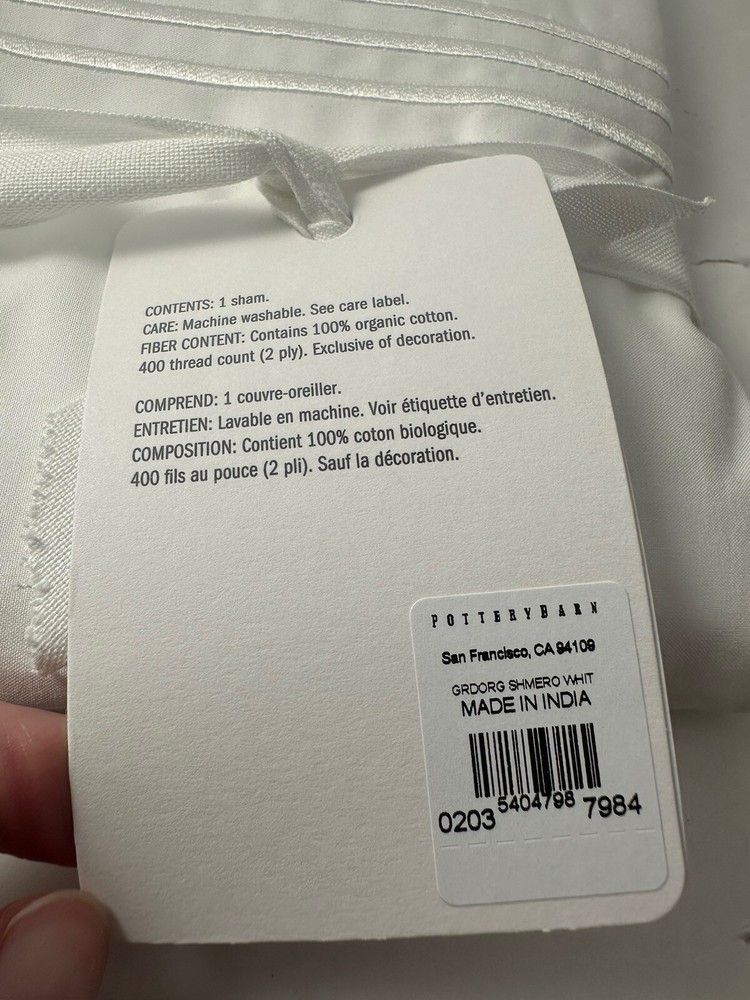 CONTENTS: 1 sham.
CARE: Machine washable. See care label.
FIBER CONTENT: Contains 100% organic cotton.
400 thread count (2 ply). Exclusive of decoration.
COMPREND: 1 couvre-oreiller.
ENTRETIEN: Lavable en machine. Voir étiquette d'entretien.
COMPOSITION: Contient 100% coton biologique.
400 fils au pouce (2 pli). Sauf la décoration.
POTTERYBARN
San Francisco, CA 94109
GRDORG SHMERO WHIT
MADE IN INDIA
0203 5404798 7984